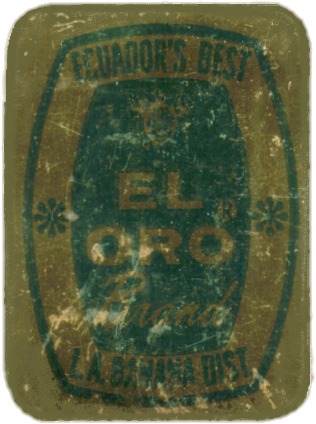 ECUADOR'S BEST
EL
ORO ®
Brand
L.A. BANANA DIST.